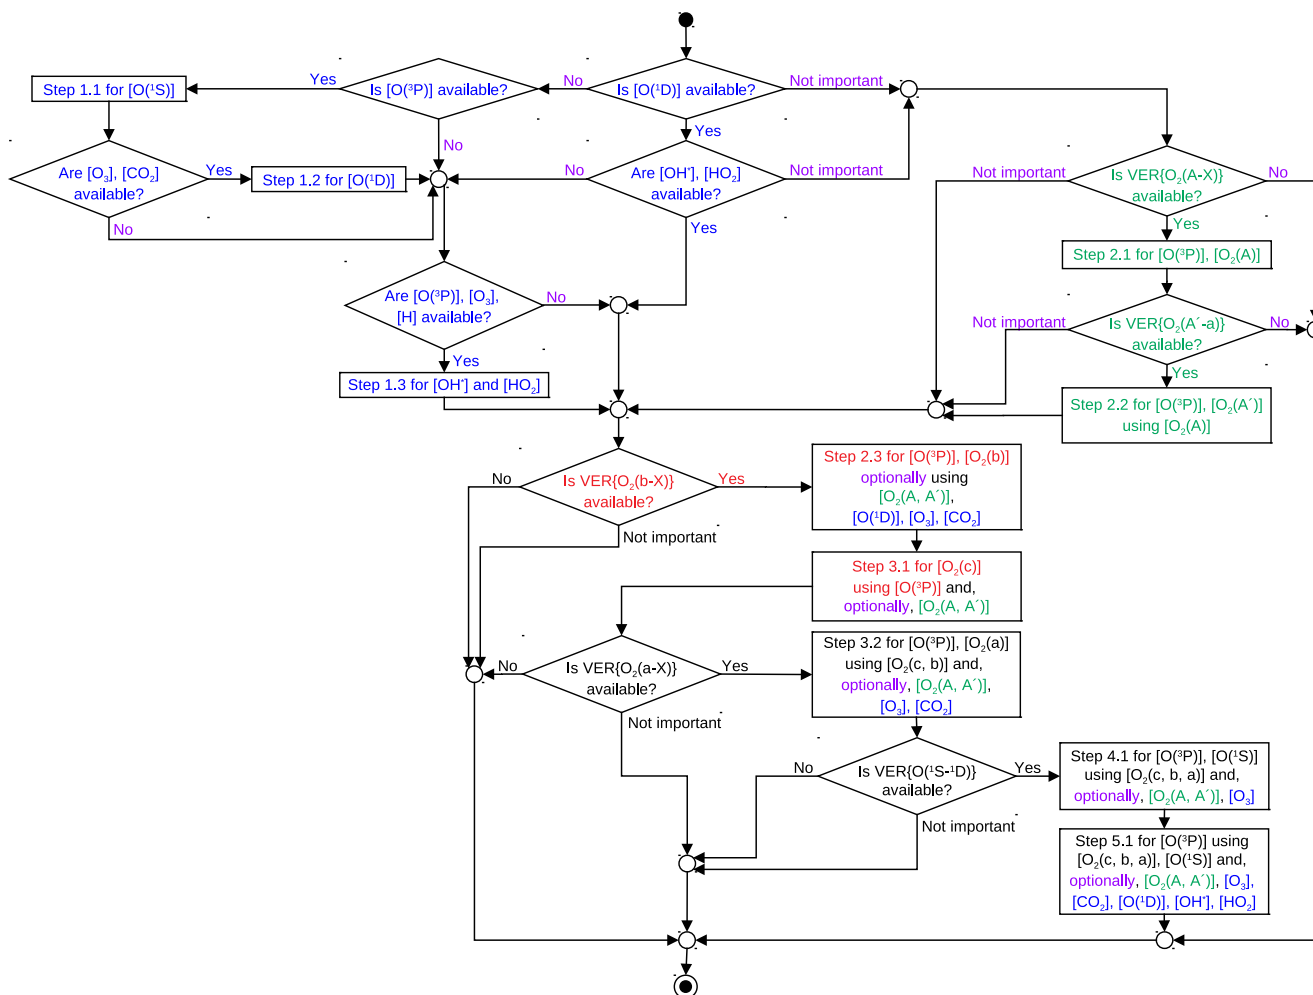 Is [O(¹D)] available?
No
Not important
Yes
Is [O(³P)] available?
Yes
No
Step 1.1 for [O(¹S)]
Are [O₃], [CO₂]
available?
Yes
No
Step 1.2 for [O(¹D)]
Are [OH*], [HO₂]
available?
No
Not important
Yes
Are [O(³P)], [O₃],
[H] available?
No
Yes
Step 1.3 for [OH*] and [HO₂]
Is VER{O₂(A-X)}
available?
Not important
No
Yes
Step 2.1 for [O(³P)], [O₂(A)]
Is VER{O₂(A´-a)}
available?
Not important
No
Yes
Step 2.2 for [O(³P)], [O₂(A´)]
using [O₂(A)]
Is VER{O₂(b-X)}
available?
No
Yes
Not important
Step 2.3 for [O(³P)], [O₂(b)]
optionally using
[O₂(A, A´)],
[O(¹D)], [O₃], [CO₂]
Step 3.1 for [O₂(c)]
using [O(³P)] and,
optionally, [O₂(A, A´)]
Is VER{O₂(a-X)}
available?
No
Yes
Not important
Step 3.2 for [O(³P)], [O₂(a)]
using [O₂(c, b)] and,
optionally, [O₂(A, A´)],
[O₃], [CO₂]
Is VER{O(¹S-¹D)}
available?
No
Yes
Not important
Step 4.1 for [O(³P)], [O(¹S)]
using [O₂(c, b, a)] and,
optionally, [O₂(A, A´)], [O₃]
Step 5.1 for [O(³P)] using
[O₂(c, b, a)], [O(¹S)] and,
optionally, [O₂(A, A´)], [O₃],
[CO₂], [O(¹D)], [OH*], [HO₂]